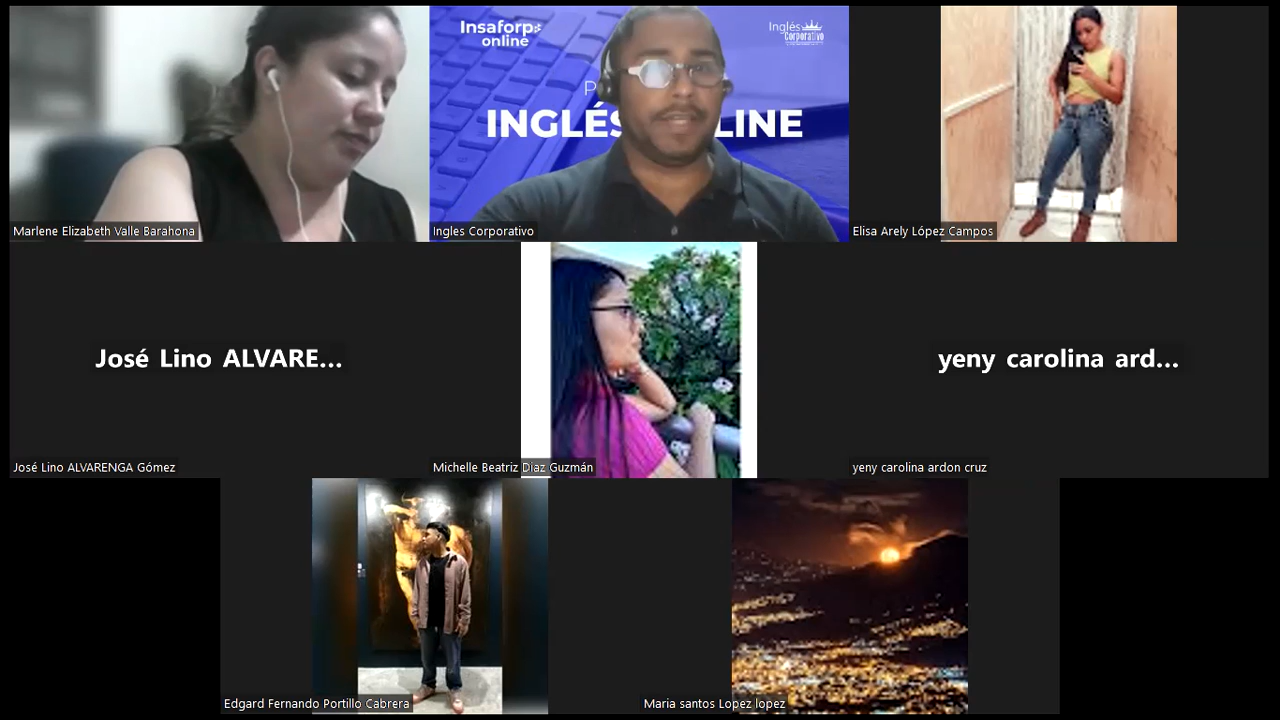 Insaforp
online
Inglés
Corporativo
P
INGLÉS LINE
Marlene Elizabeth Valle Barahona
Ingles Corporativo
Elisa Arely López Campos
José Lino ALVARE...
yeny carolina ard...
José Lino ALVARENGA Gómez
Michelle Beatriz Diaz Guzmán
yeny carolina ardon cruz
Edgard Fernando Portillo Cabrera
Maria santos Lopez lopez